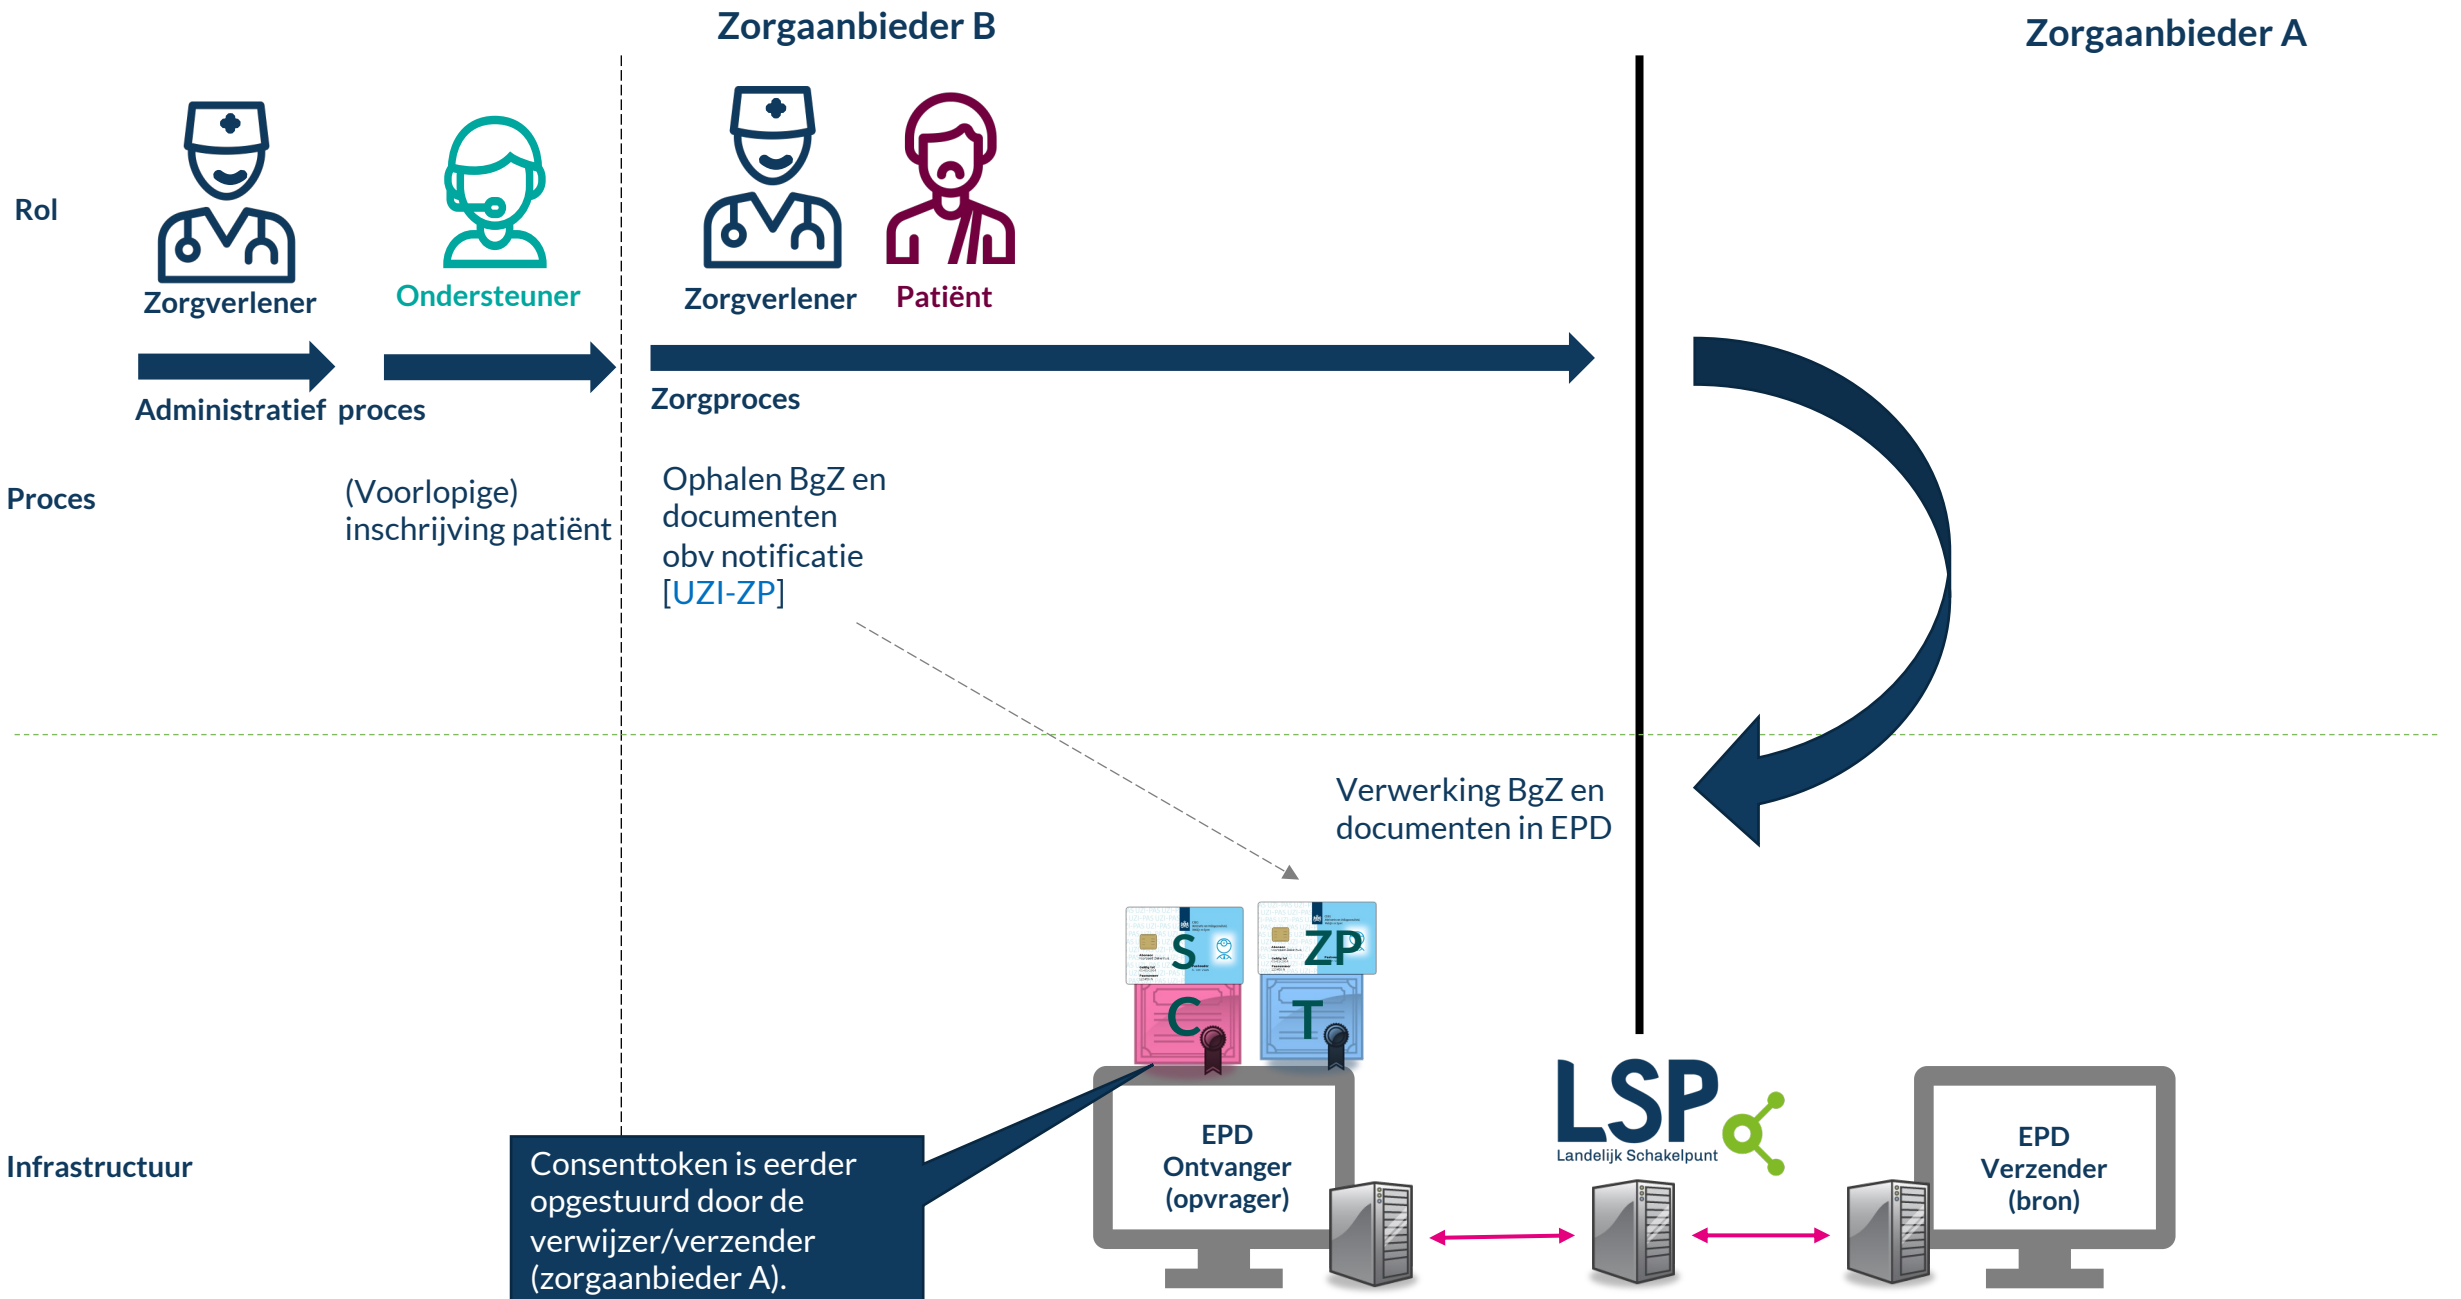 Zorgaanbieder B
Zorgaanbieder A
Rol
Zorgverlener
Ondersteuner
Zorgverlener
Patiënt
Administratief proces
Zorgproces
Proces
(Voorlopige)
inschrijving patiënt
Ophalen BgZ en
documenten
obv notificatie
[UZI-ZP]
Verwerking BgZ en
documenten in EPD
S
ZP
C
T
Infrastructuur
Consenttoken is eerder
opgestuurd door de
verwijzer/verzender
(zorgaanbieder A).
EPD
Ontvanger
(opvrager)
LSP
Landelijk Schakelpunt
EPD
Verzender
(bron)